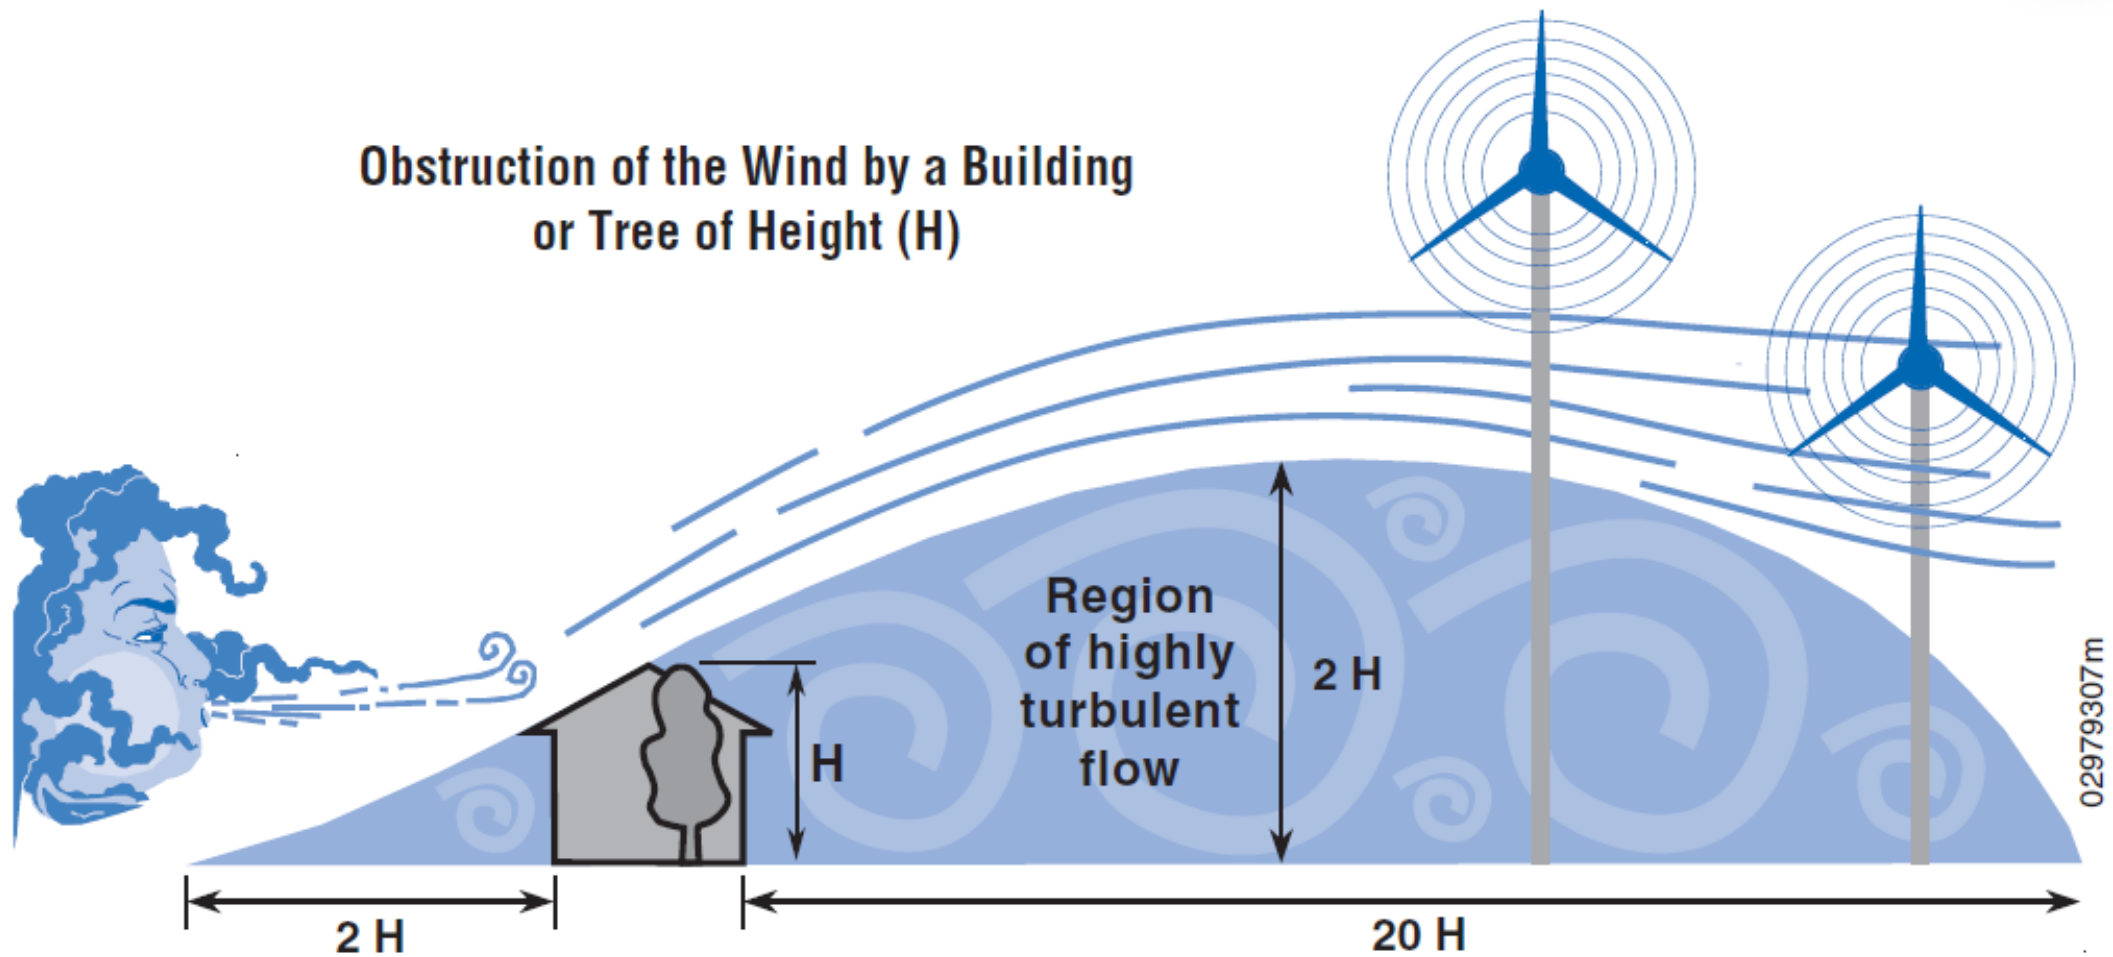 Obstruction of the Wind by a Building
or Tree of Height (H)
Region
of highly
turbulent
flow
2 H
H
2 H
20 H
02979307m